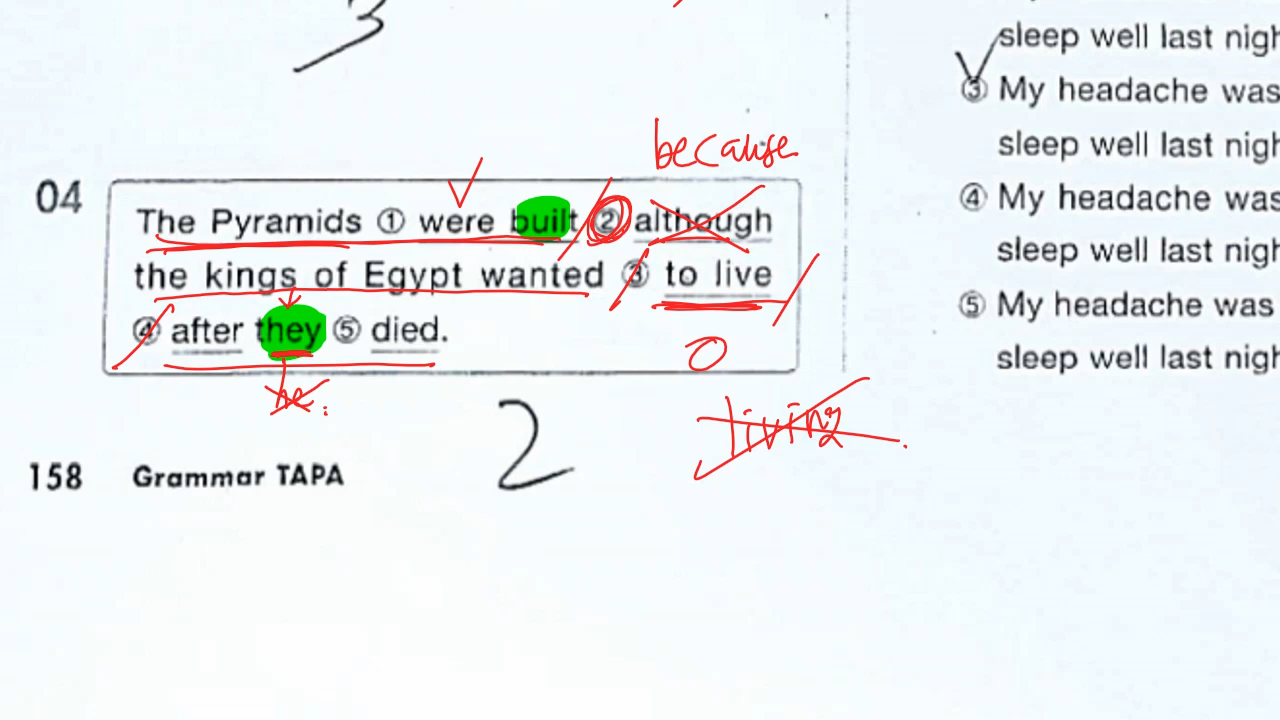 3
sleep well last nigh
③ My headache was
sleep well last nigh
④ My headache was
sleep well last nigh
⑤ My headache was
sleep well last nigh
because
04
The Pyramids ① were built ② although
the kings of Egypt wanted ③ to live
④ after they ⑤ died.
he.
2
living.
158 Grammar TAPA